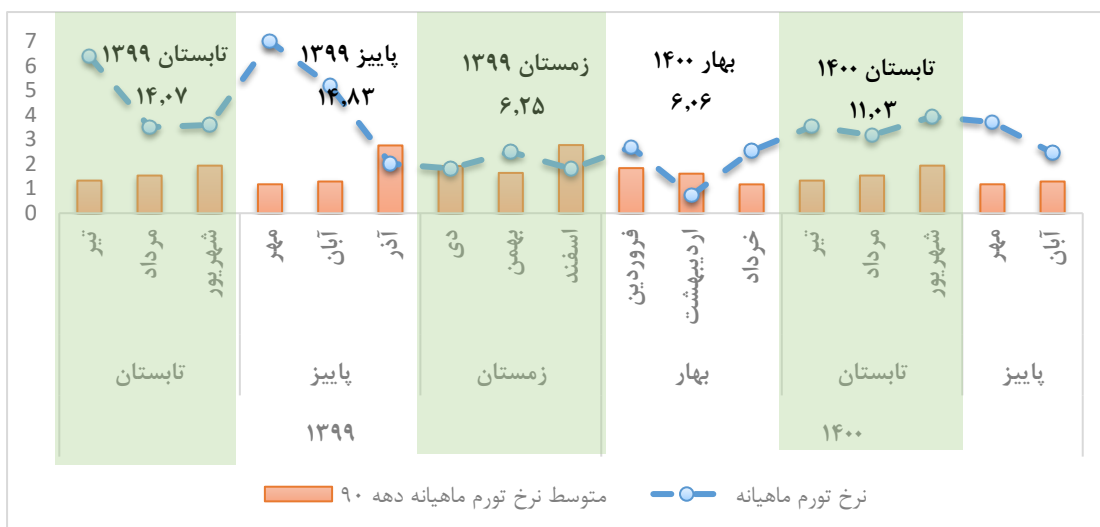 7
6
5
4
3
2
1
0
تابستان ۱۳۹۹
۱۴,۰۷
پاییز ۱۳۹۹
۱۴,۸۳
زمستان ۱۳۹۹
۶,۲۵
بهار ۱۴۰۰
۶,۰۶
تابستان ۱۴۰۰
۱۱,۰۳
تیر
مرداد
شهریور
مهر
آبان
آذر
دی
بهمن
اسفند
فروردین
اردیبهشت
خرداد
تیر
مرداد
شهریور
مهر
آبان
تابستان
پاییز
زمستان
بهار
تابستان
پاییز
۱۳۹۹
۱۴۰۰
متوسط نرخ تورم ماهیانه دهه ۹۰
نرخ تورم ماهیانه